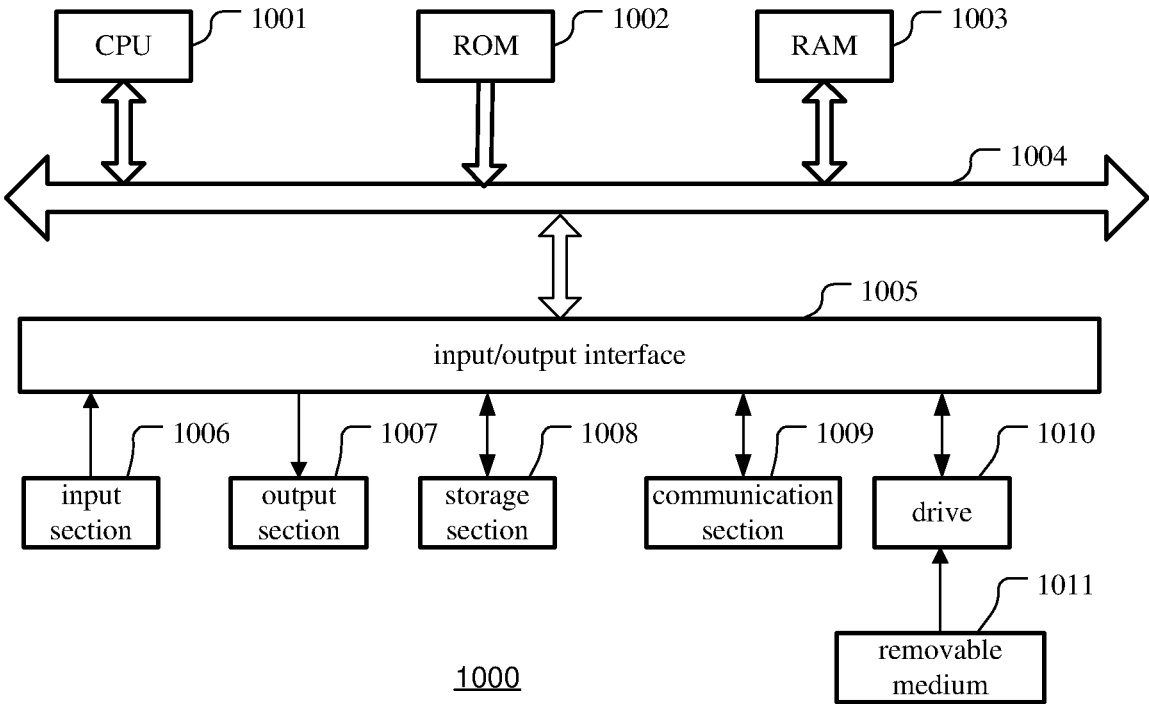 CPU
1001
ROM
1002
RAM
1003
1004
1005
input/output interface
1006
1007
1008
1009
1010
input
section
output
section
storage
section
communication
section
drive
1011
removable
medium
1000